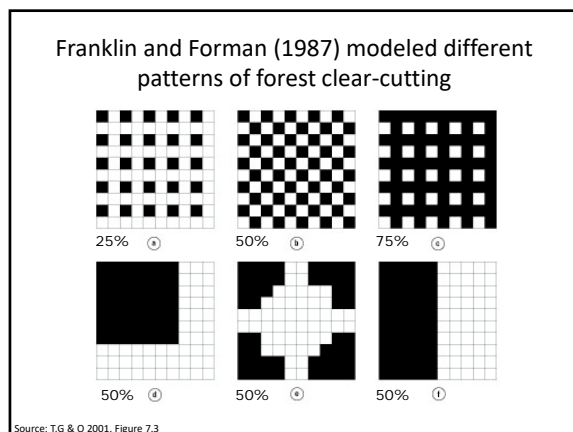 Franklin and Forman (1987) modeled different
patterns of forest clear-cutting
25% a 50% b 75% c
50% d 50% e 50% f
Source: T,G & O 2001, Figure 7.3